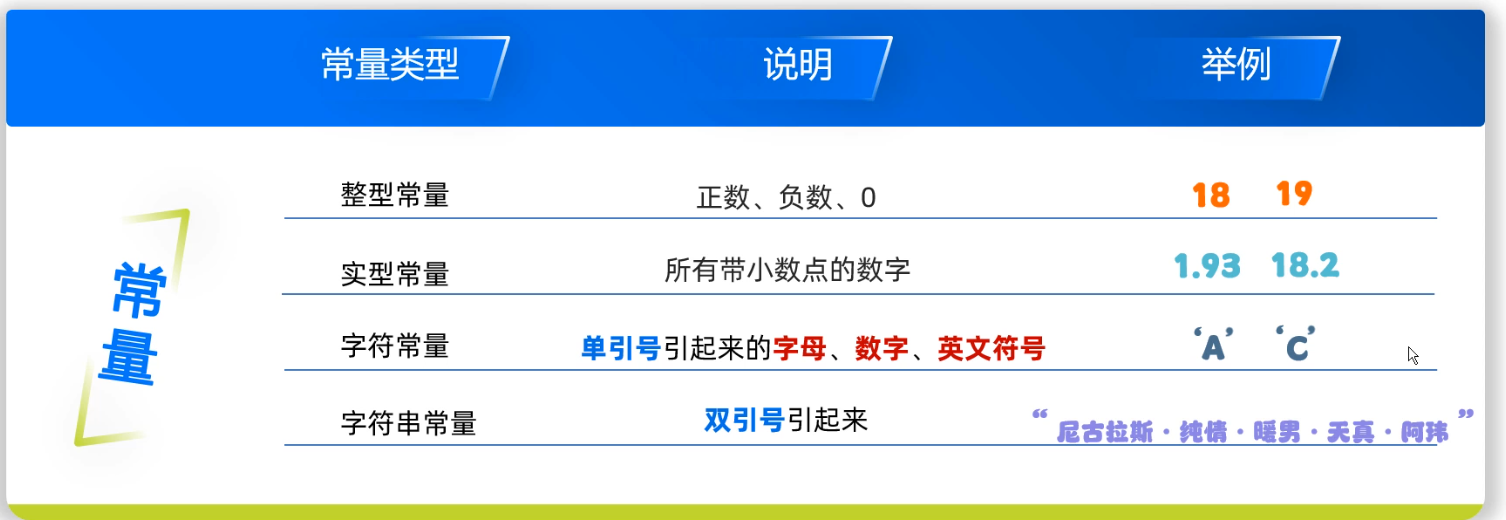 常量类型 说明 举例
常量
整型常量 正数、负数、0 18 19
实型常量 所有带小数点的数字 1.93 18.2
字符常量 单引号引起来的字母、数字、英文符号 ‘A’ ‘C’
字符串常量 双引号引起来 “尼古拉斯·纯情·暖男·天真·阿玮”